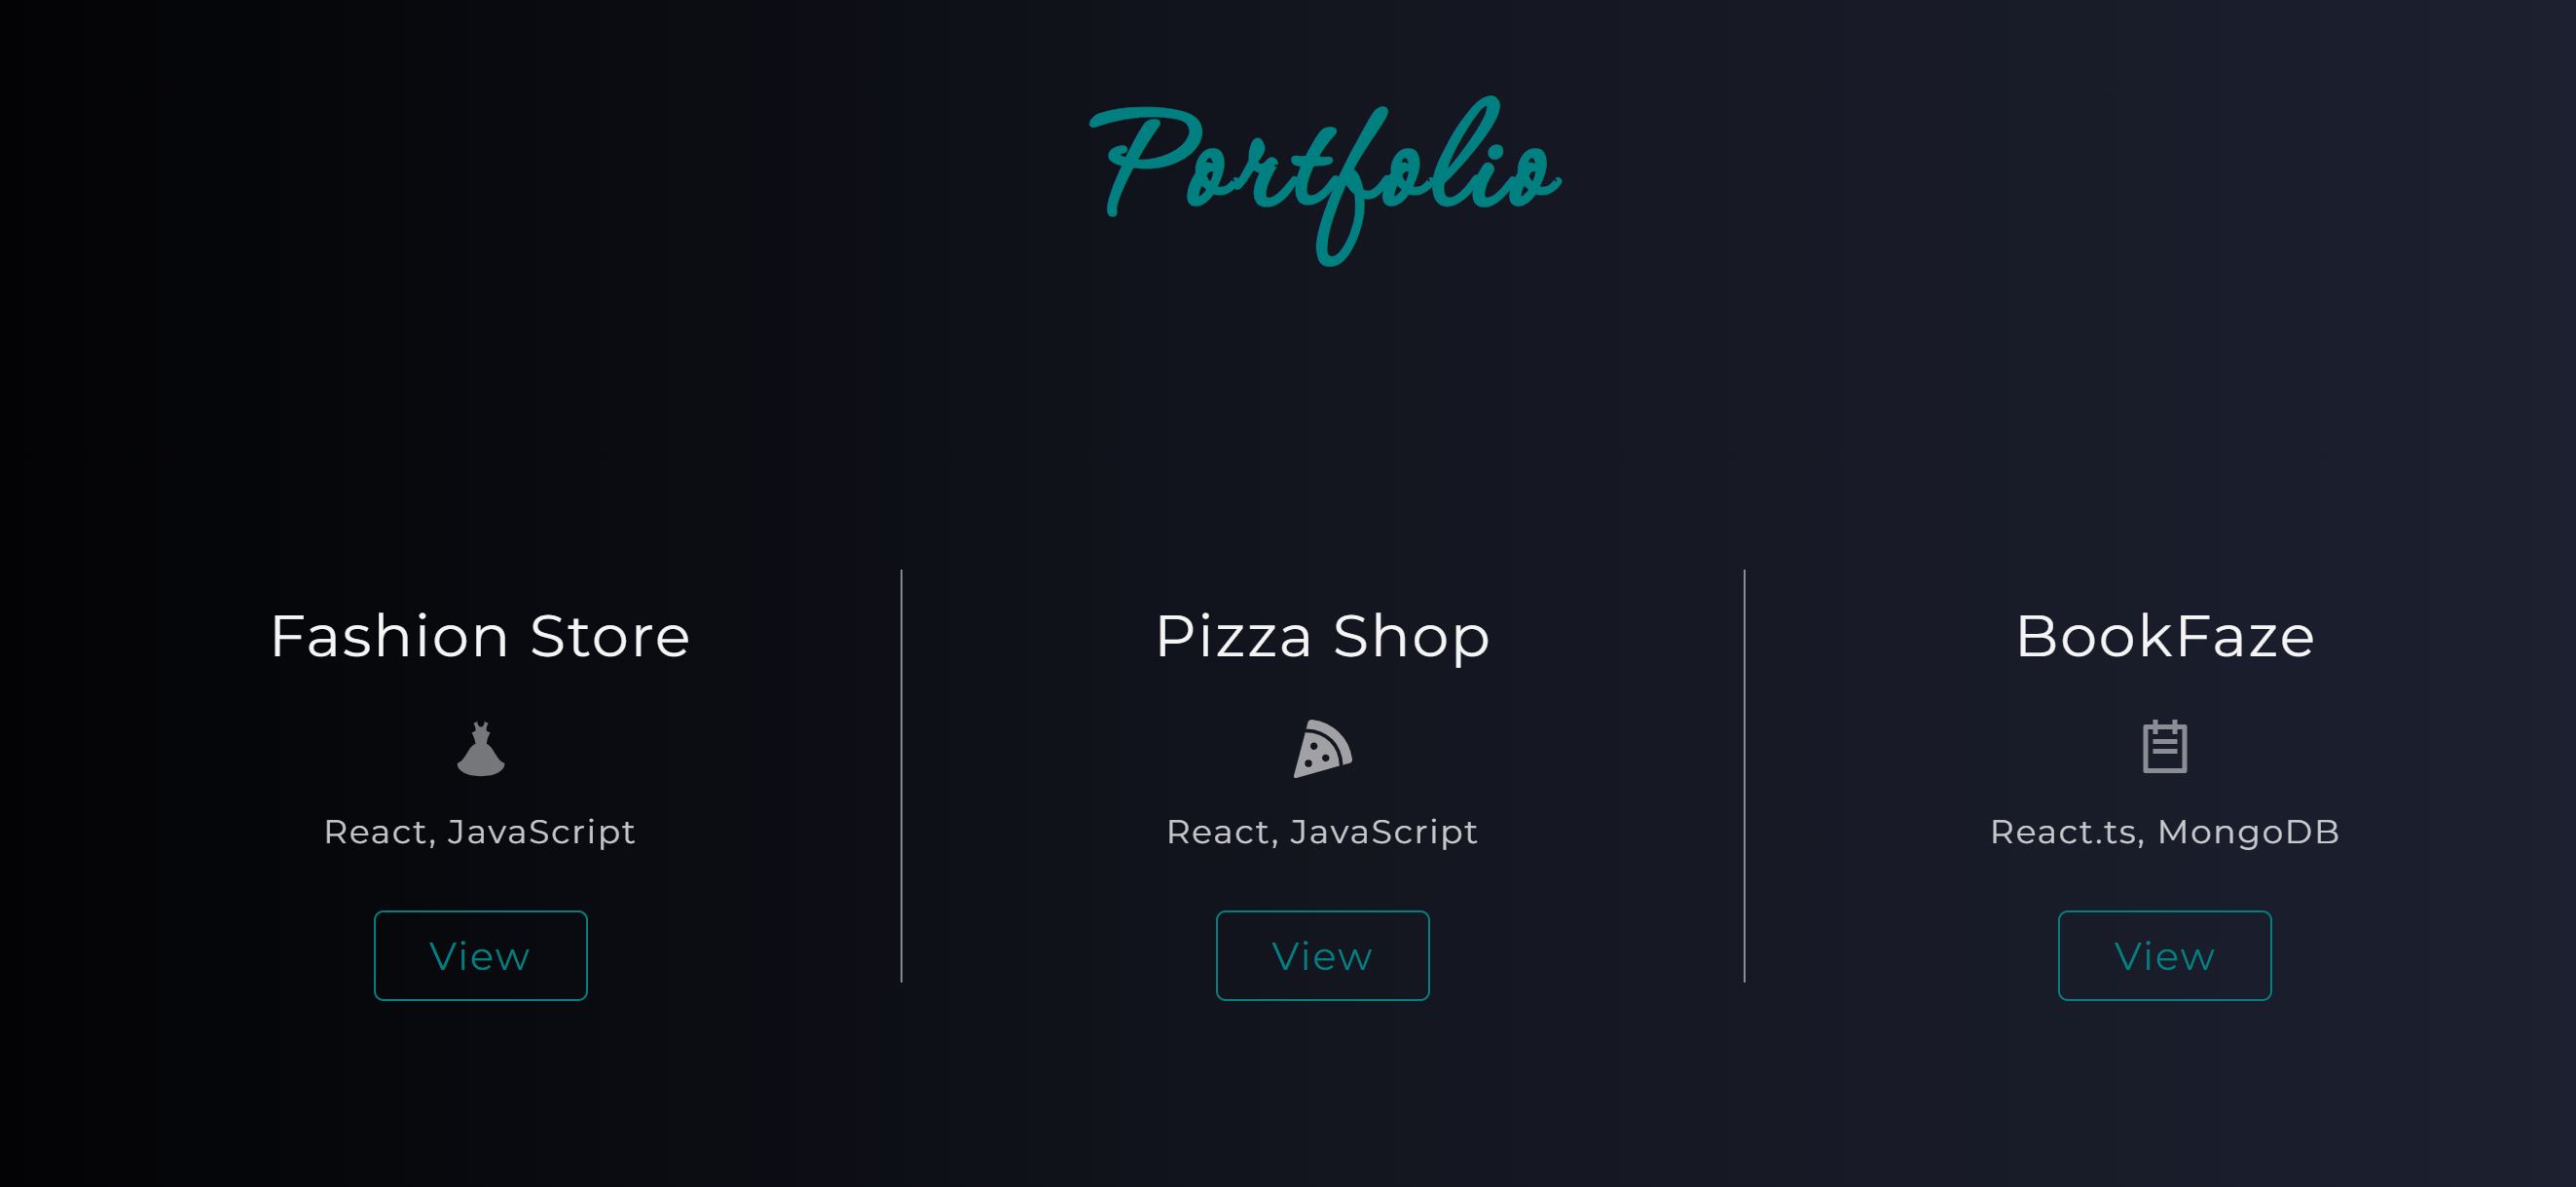 Portfolio
Fashion Store
React, JavaScript
View
Pizza Shop
React, JavaScript
View
BookFaze
React.ts, MongoDB
View